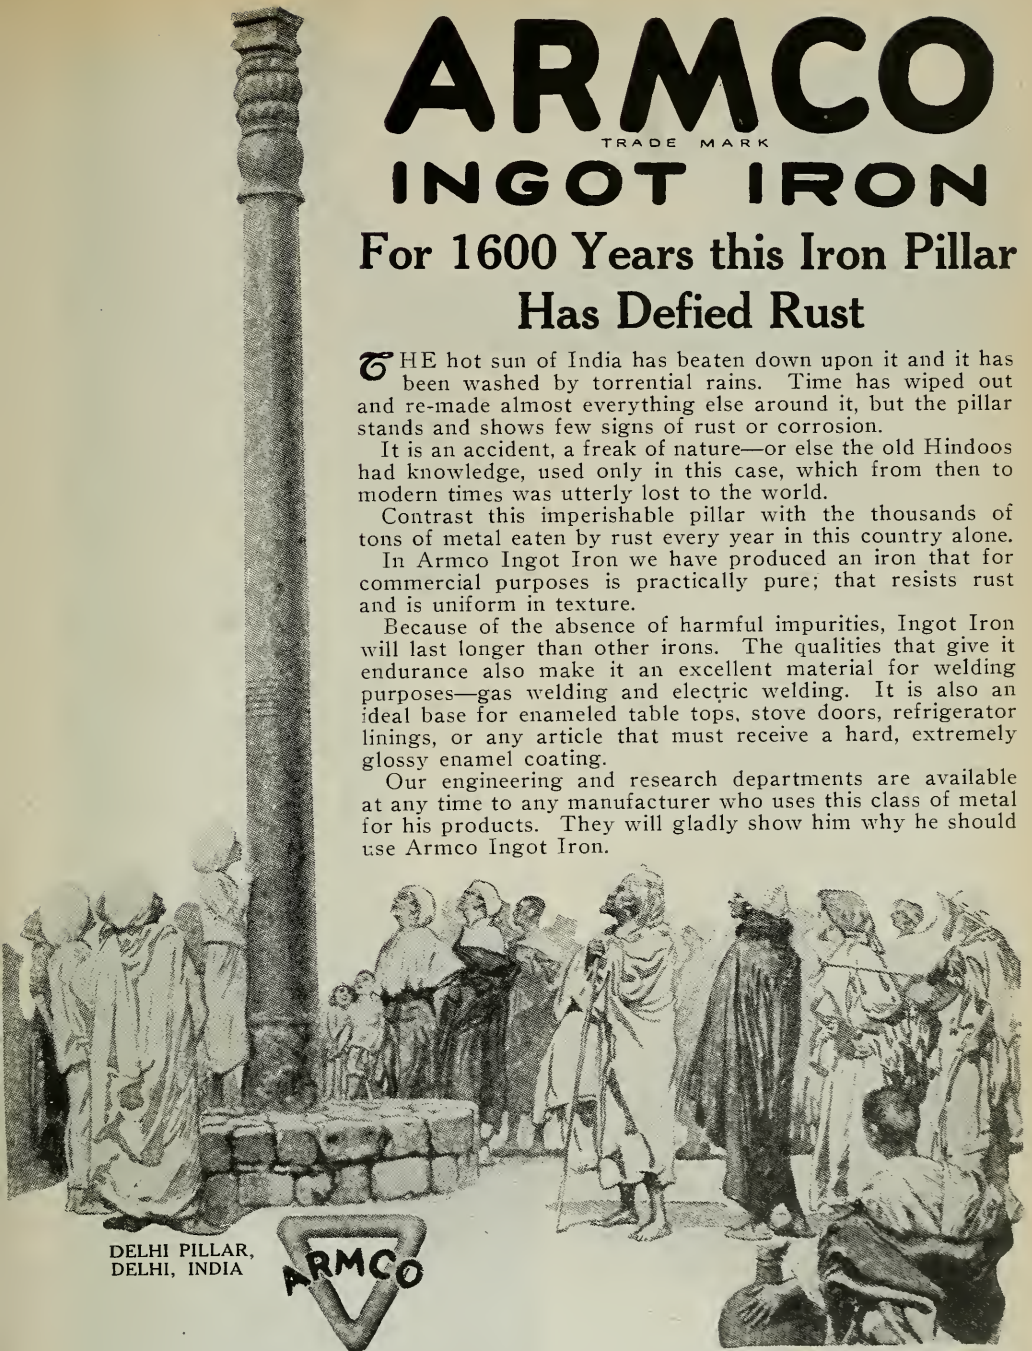 ARMCO
TRADE MARK
INGOT IRON
For 1600 Years this Iron Pillar
Has Defied Rust
THE hot sun of India has beaten down upon it and it has
been washed by torrential rains. Time has wiped out
and re-made almost everything else around it, but the pillar
stands and shows few signs of rust or corrosion.
It is an accident, a freak of nature—or else the old Hindoos
had knowledge, used only in this case, which from then to
modern times was utterly lost to the world.
Contrast this imperishable pillar with the thousands of
tons of metal eaten by rust every year in this country alone.
In Armco Ingot Iron we have produced an iron that for
commercial purposes is practically pure; that resists rust
and is uniform in texture.
Because of the absence of harmful impurities, Ingot Iron
will last longer than other irons. The qualities that give it
endurance also make it an excellent material for welding
purposes—gas welding and electric welding. It is also an
ideal base for enameled table tops, stove doors, refrigerator
linings, or any article that must receive a hard, extremely
glossy enamel coating.
Our engineering and research departments are available
at any time to any manufacturer who uses this class of metal
for his products. They will gladly show him why he should
use Armco Ingot Iron.
DELHI PILLAR,
DELHI, INDIA
ARMCO